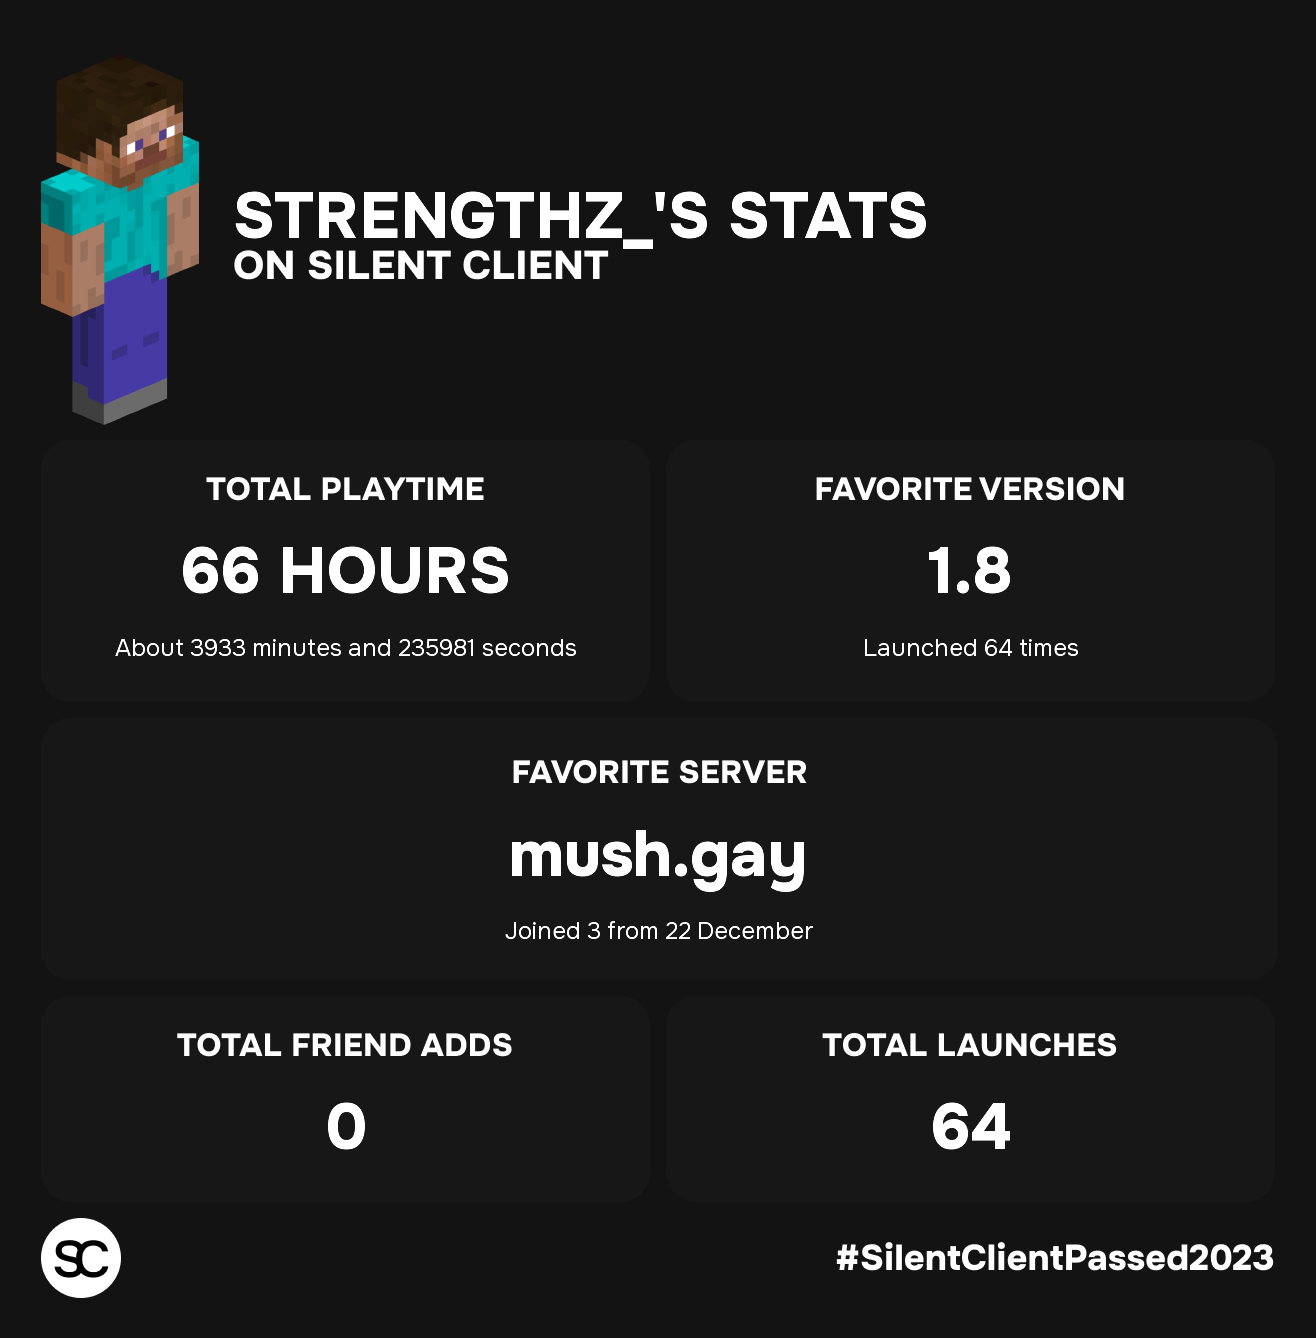 STRENGTHZ_'S STATS
ON SILENT CLIENT
TOTAL PLAYTIME
66 HOURS
About 3933 minutes and 235981 seconds
FAVORITE VERSION
1.8
Launched 64 times
FAVORITE SERVER
mush.gay
Joined 3 from 22 December
TOTAL FRIEND ADDS
0
TOTAL LAUNCHES
64
SC
#SilentClientPassed2023